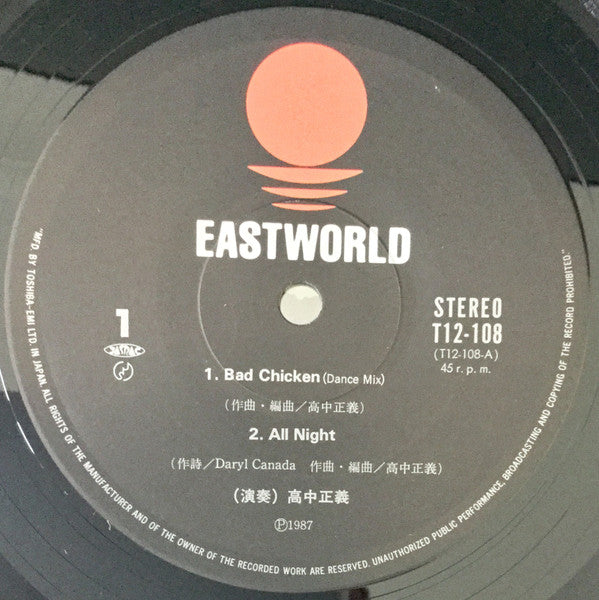 EASTWORLD
1
STEREO
T12-108
(T12-108-A)
45 r. p. m.
1. Bad Chicken (Dance Mix)
(作曲・編曲／高中正義)
2. All Night
(作詩／Daryl Canada 作曲・編曲／高中正義)
(演奏) 高中正義
Ⓟ1987
"MFD. BY TOSHIBA-EMI LTD. IN JAPAN. ALL RIGHTS OF THE MANUFACTURER AND OF THE OWNER OF THE RECORDED WORK ARE RESERVED. UNAUTHORIZED PUBLIC PERFORMANCE, BROADCASTING AND COPYING OF THE RECORD PROHIBITED."